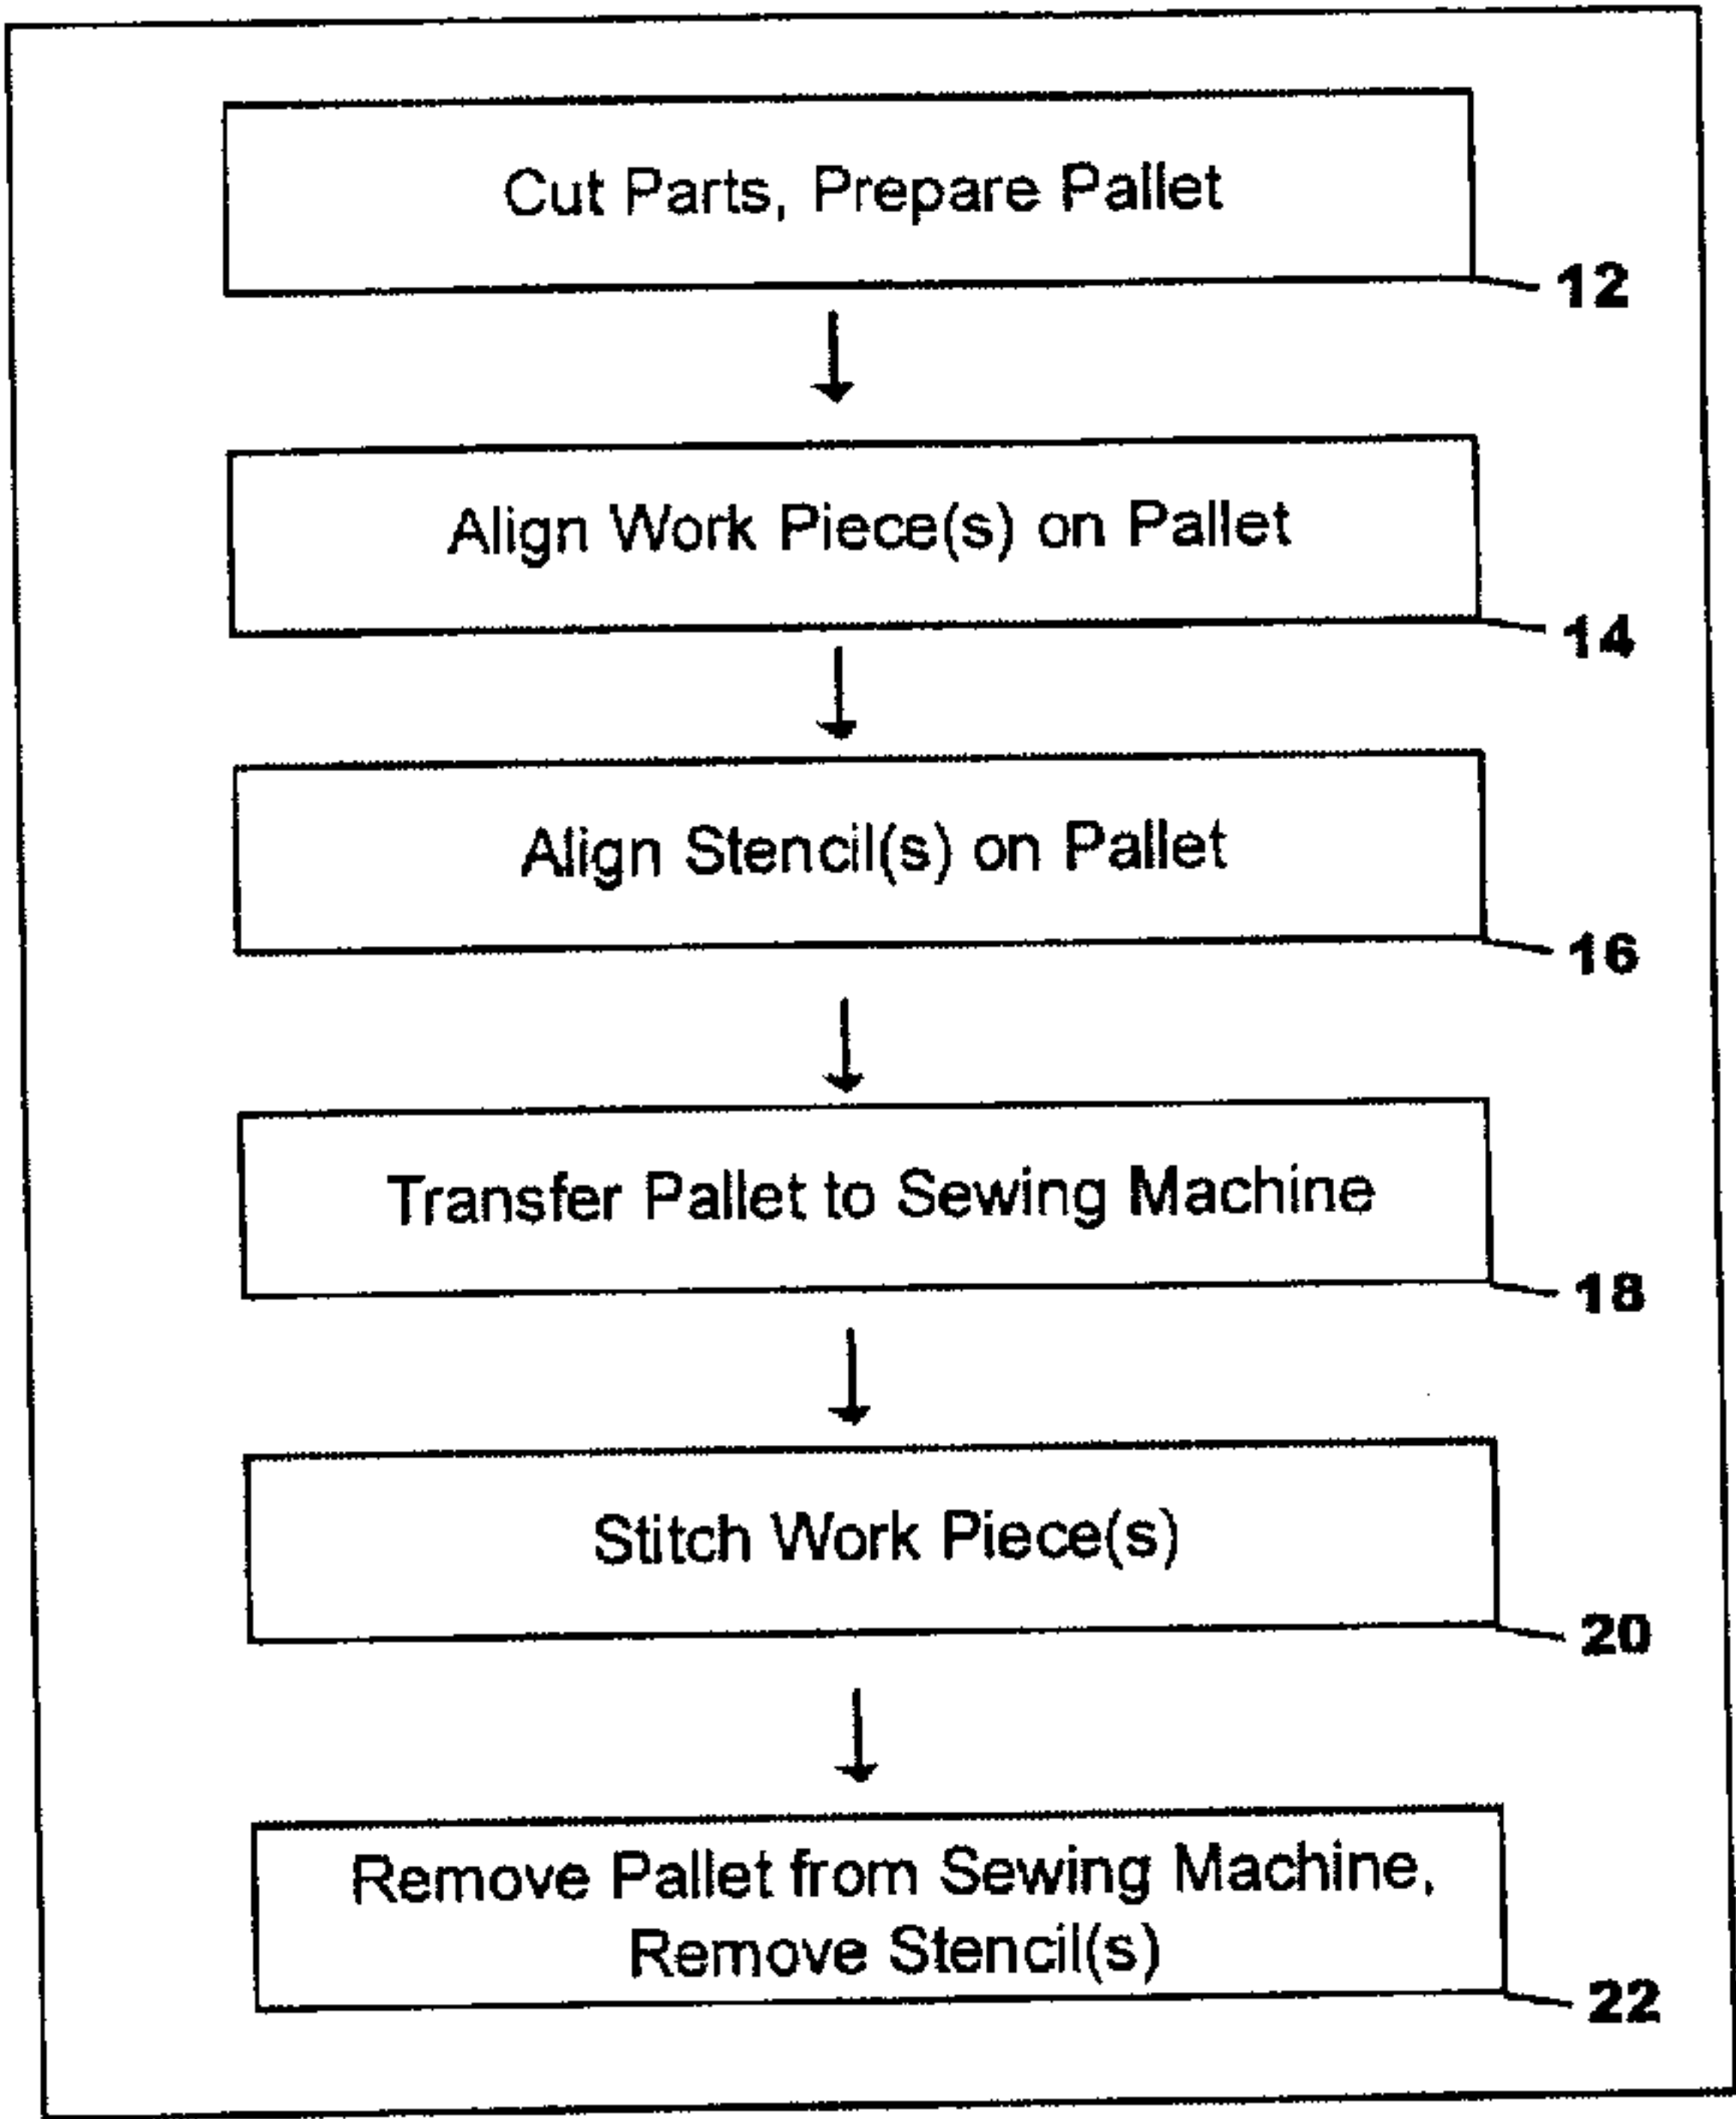 Cut Parts, Prepare Pallet
12
Align Work Piece(s) on Pallet
14
Align Stencil(s) on Pallet
16
Transfer Pallet to Sewing Machine
18
Stitch Work Piece(s)
20
Remove Pallet from Sewing Machine,
Remove Stencil(s)
22